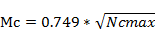 Mc = 0.749 * √Ncmax